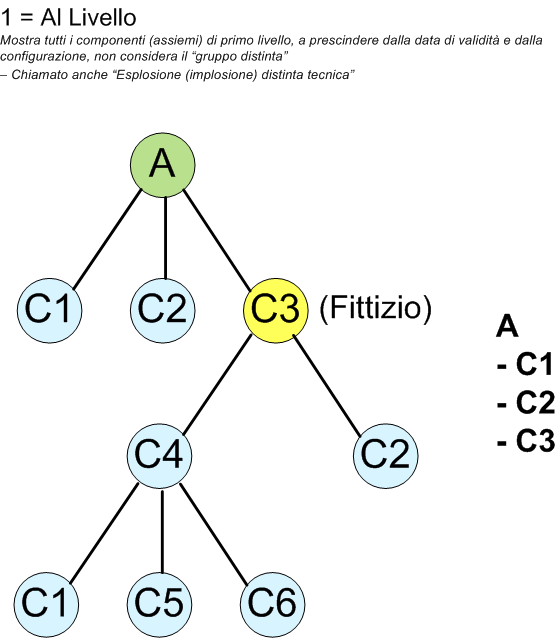 1 = Al Livello
Mostra tutti i componenti (assiemi) di primo livello, a prescindere dalla data di validità e dalla
configurazione, non considera il “gruppo distinta”
– Chiamato anche “Esplosione (implosione) distinta tecnica”
A
C1
C2
C3
(Fittizio)
A
- C1
- C2
- C3
C4
C2
C1
C5
C6